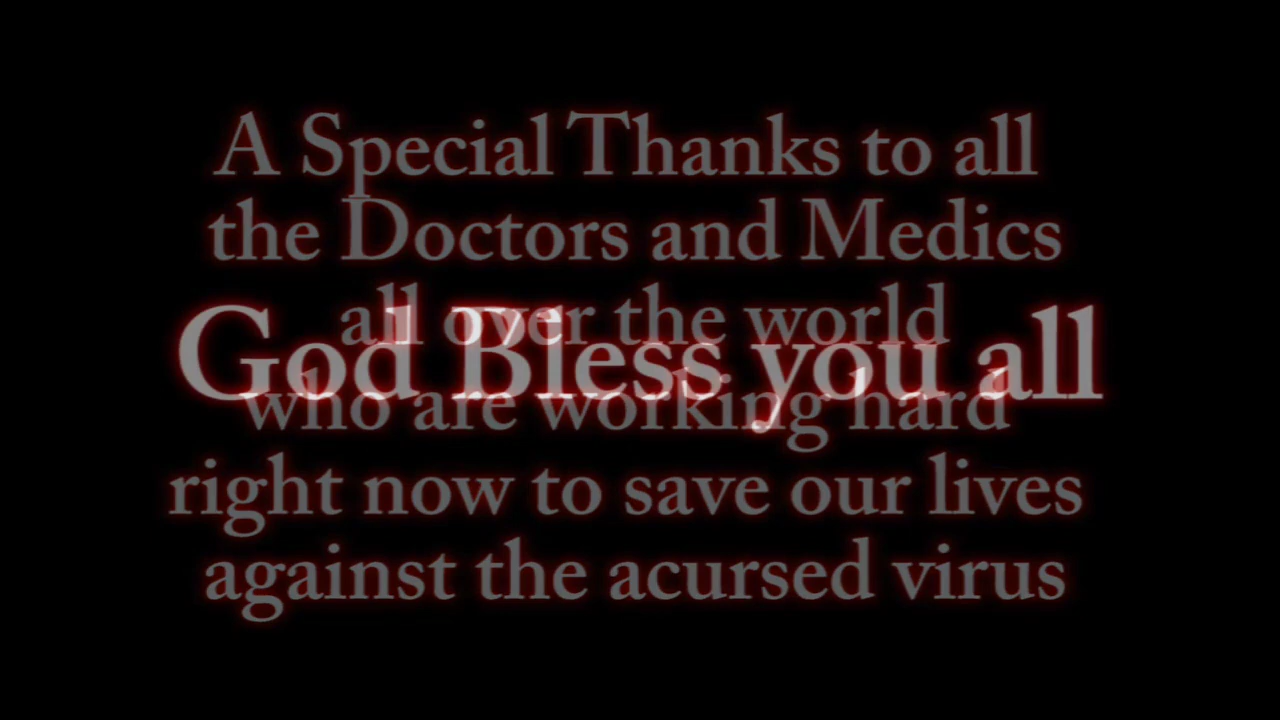 A Special Thanks to all
the Doctors and Medics
all over the world
God Bless you all
who are working hard
right now to save our lives
against the acursed virus